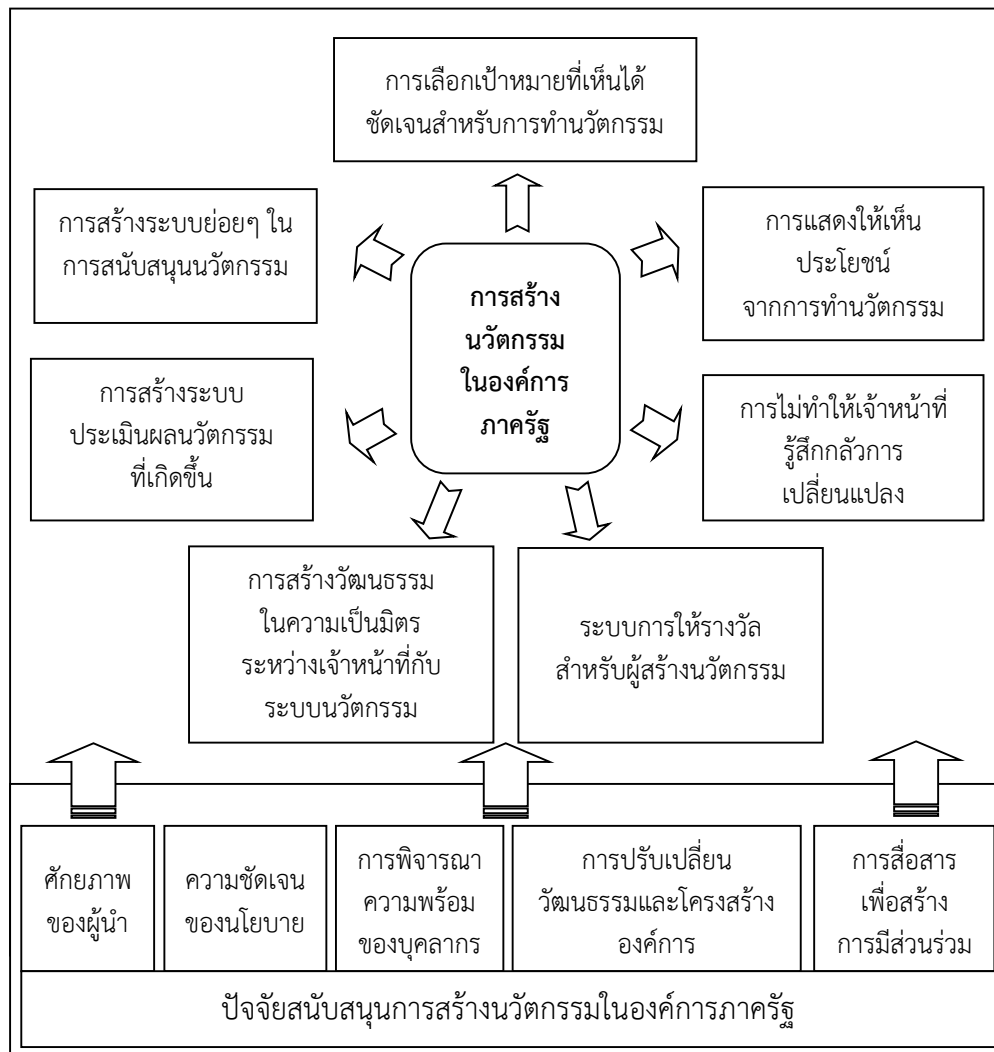 การเลือกเป้าหมายที่เห็นได้
ชัดเจนสำหรับการทำนวัตกรรม
การสร้างระบบย่อยๆ ใน
การสนับสนุนนวัตกรรม
การแสดงให้เห็น
ประโยชน์
จากการทำนวัตกรรม
การสร้าง
นวัตกรรม
ในองค์การ
ภาครัฐ
การสร้างระบบ
ประเมินผลนวัตกรรม
ที่เกิดขึ้น
การไม่ทำให้เจ้าหน้าที่
รู้สึกกลัวการ
เปลี่ยนแปลง
การสร้างวัฒนธรรม
ในความเป็นมิตร
ระหว่างเจ้าหน้าที่กับ
ระบบนวัตกรรม
ระบบการให้รางวัล
สำหรับผู้สร้างนวัตกรรม
ศักยภาพ
ของผู้นำ
ความชัดเจน
ของนโยบาย
การพิจารณา
ความพร้อม
ของบุคลากร
การปรับเปลี่ยน
วัฒนธรรมและโครงสร้าง
องค์การ
การสื่อสาร
เพื่อสร้าง
การมีส่วนร่วม
ปัจจัยสนับสนุนการสร้างนวัตกรรมในองค์การภาครัฐ